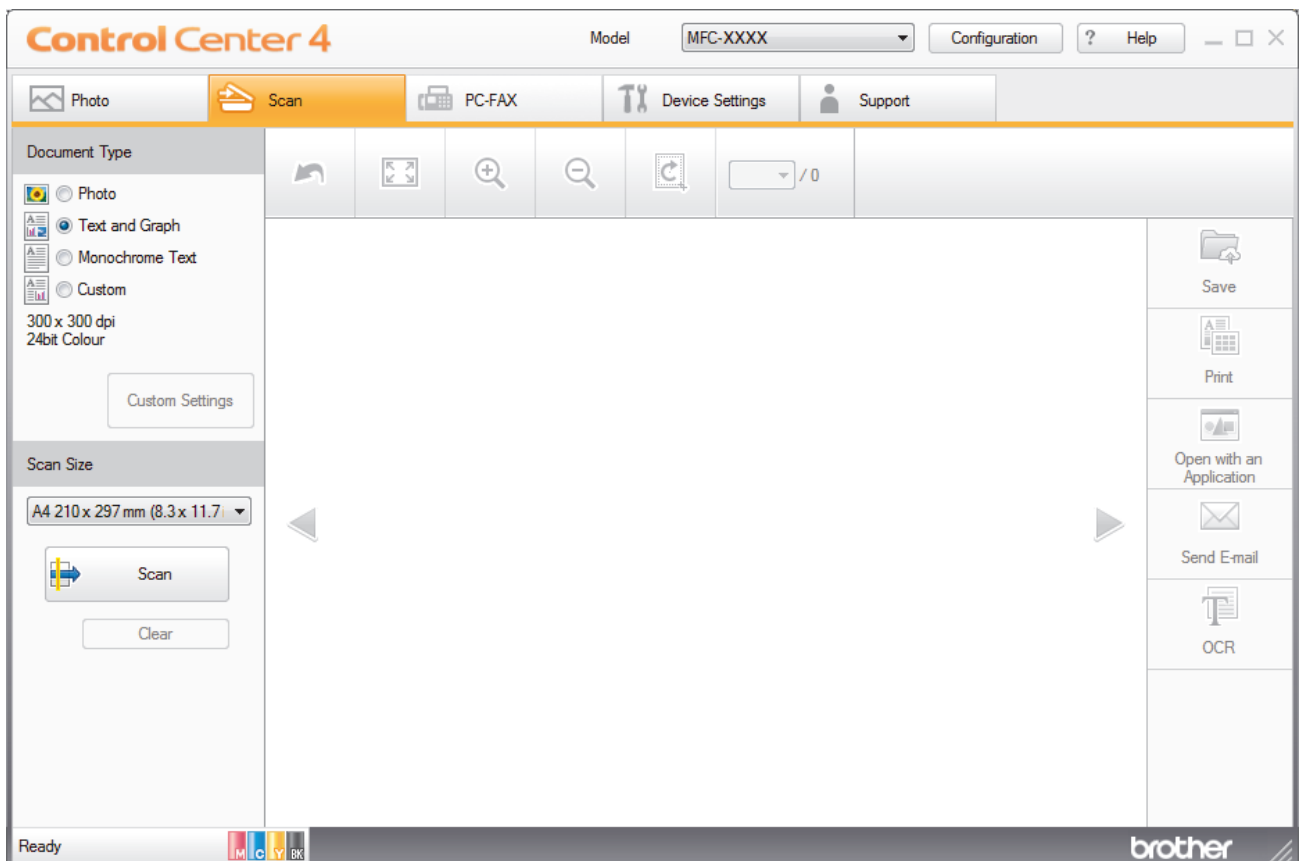 Control Center 4
Model
MFC-XXXX
Configuration
? Help
Photo
Scan
PC-FAX
Device Settings
Support
Document Type
Photo
Text and Graph
Monochrome Text
Custom
300 x 300 dpi
24bit Colour
Custom Settings
Scan Size
A4 210 x 297 mm (8.3 x 11.7
Scan
Clear
/ 0
Save
Print
Open with an
Application
Send E-mail
OCR
Ready
M C Y BK
brother